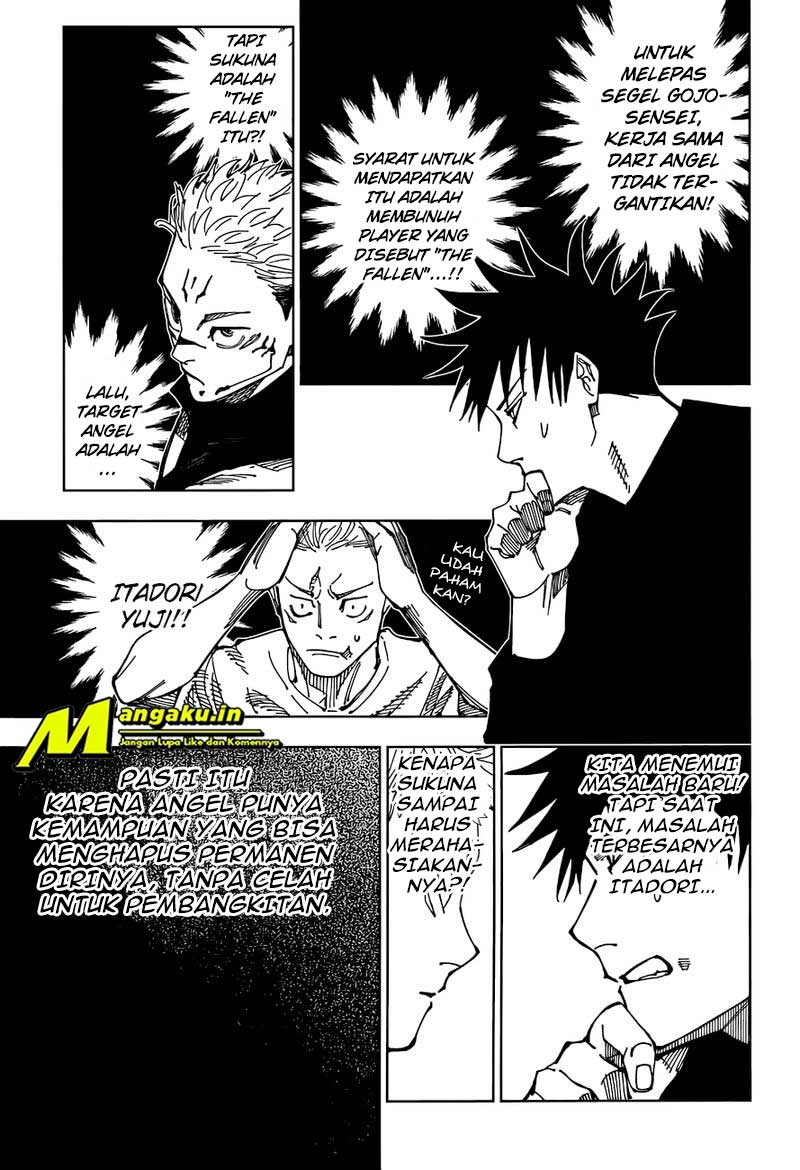 UNTUK
MELEPAS
SEGEL GOJO-
SENSEI,
KERJA SAMA
DARI ANGEL
TIDAK TER-
GANTIKAN!
SYARAT UNTUK
MENDAPATKAN
ITU ADALAH
MEMBUNUH
PLAYER YANG
DISEBUT "THE
FALLEN"...!!
TAPI
SUKUNA
ADALAH
"THE
FALLEN"
ITU?!
LALU,
TARGET
ANGEL
ADALAH
...
KAU
UDAH
PAHAM
KAN?
ITADORI
YUJI!!
Mangaku.in
Jangan Lupa Like dan Komennya
KITA MENEMUI
MASALAH BARU!
TAPI SAAT
INI, MASALAH
TERBESARNYA
ADALAH
ITADORI...
KENAPA
SUKUNA
SAMPAI
HARUS
MERAHA-
SIAKAN-
NYA?!
PASTI ITU
KARENA ANGEL PUNYA
KEMAMPUAN YANG BISA
MENGHAPUS PERMANEN
DIRINYA, TANPA CELAH
UNTUK PEMBANGKITAN.